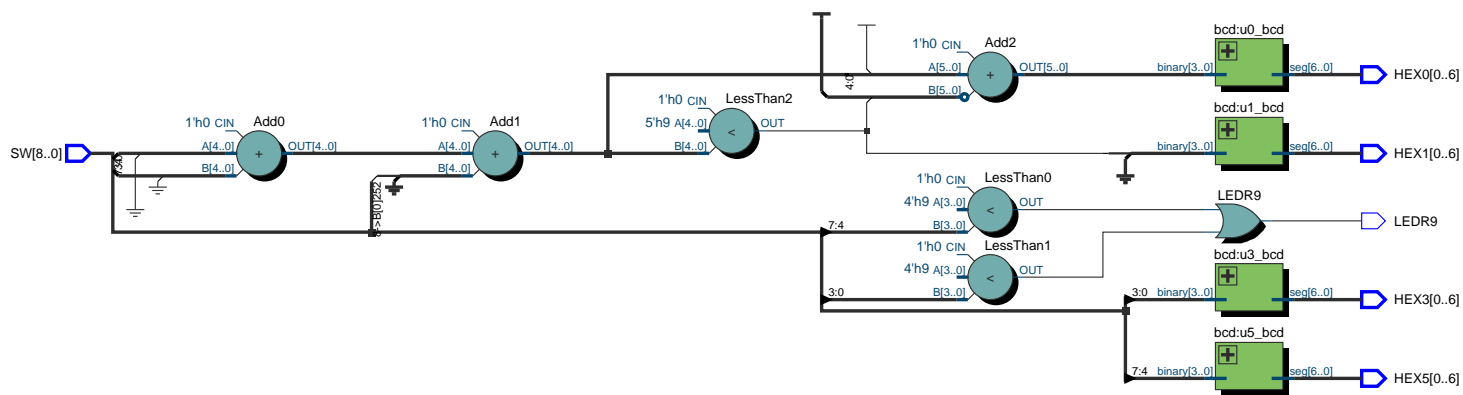 bcd:u0_bcd
Add2
1'h0 CIN
A[5..0]
OUT[5..0]
B[5..0]
+
4:0
binary[3..0]
seg[6..0]
HEX0[0..6]
LessThan2
1'h0 CIN
5'h9 A[4..0]
OUT
B[4..0]
<
bcd:u1_bcd
binary[3..0]
seg[6..0]
HEX1[0..6]
SW[8..0]
Add0
1'h0 CIN
A[4..0]
OUT[4..0]
B[4..0]
+
Add1
1'h0 CIN
A[4..0]
OUT[4..0]
B[4..0]
+
LessThan0
1'h0 CIN
4'h9 A[3..0]
OUT
B[3..0]
<
7:4
LEDR9
LEDR9
LessThan1
1'h0 CIN
4'h9 A[3..0]
OUT
B[3..0]
<
3:0
bcd:u3_bcd
3:0
binary[3..0]
seg[6..0]
HEX3[0..6]
bcd:u5_bcd
7:4
binary[3..0]
seg[6..0]
HEX5[0..6]